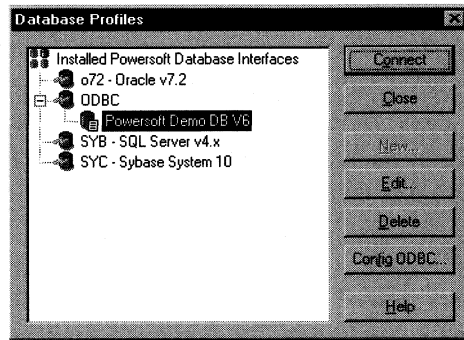 Database Profiles
Installed Powersoft Database Interfaces
o72 - Oracle v7.2
ODBC
Powersoft Demo DB V6
SYB - SQL Server v4.x
SYC - Sybase System 10
Connect
Close
New...
Edit...
Delete
Config ODBC...
Help